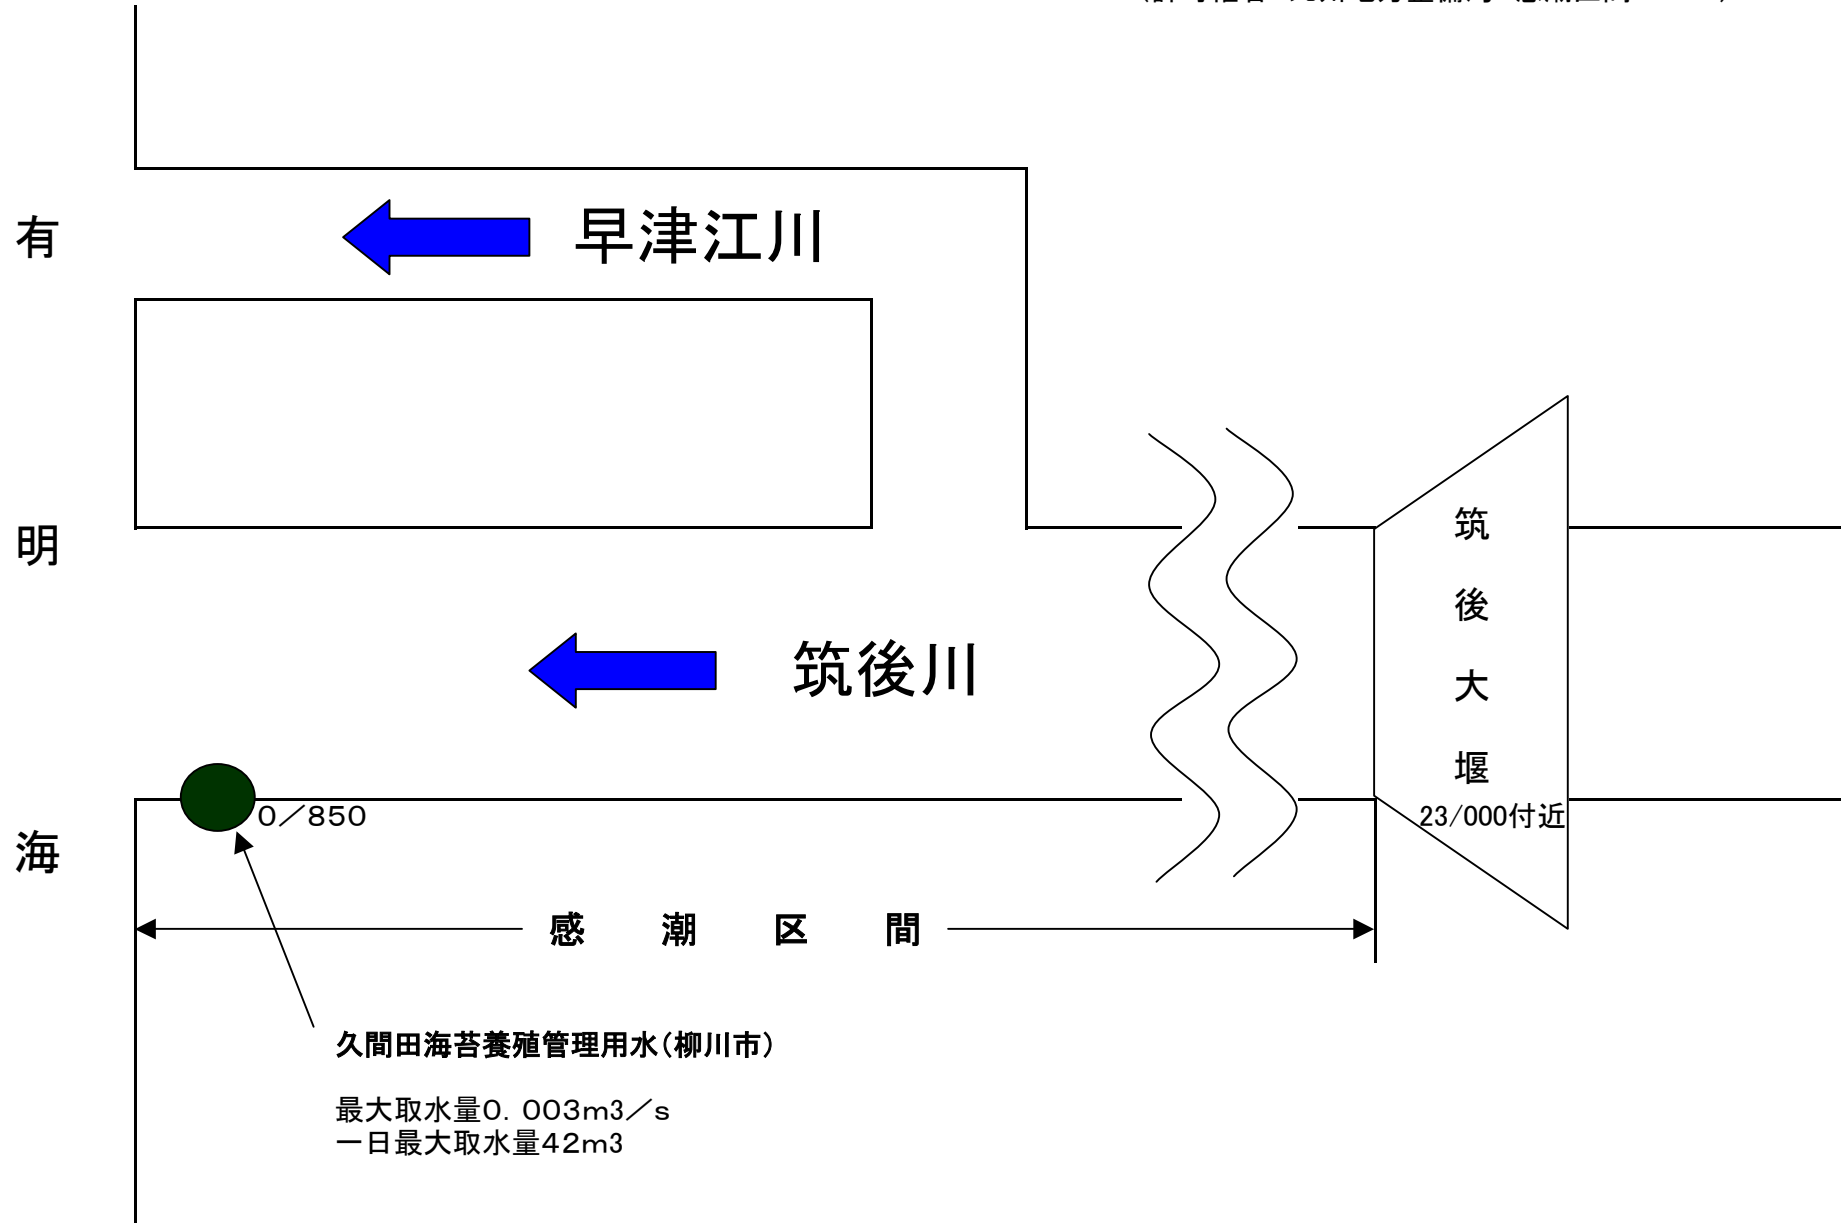 有明海
早津江川
筑後川
筑後大堰
23/000付近
0／850
感潮区間
久間田海苔養殖管理用水（柳川市）
最大取水量0．003m3／s
一日最大取水量42m3